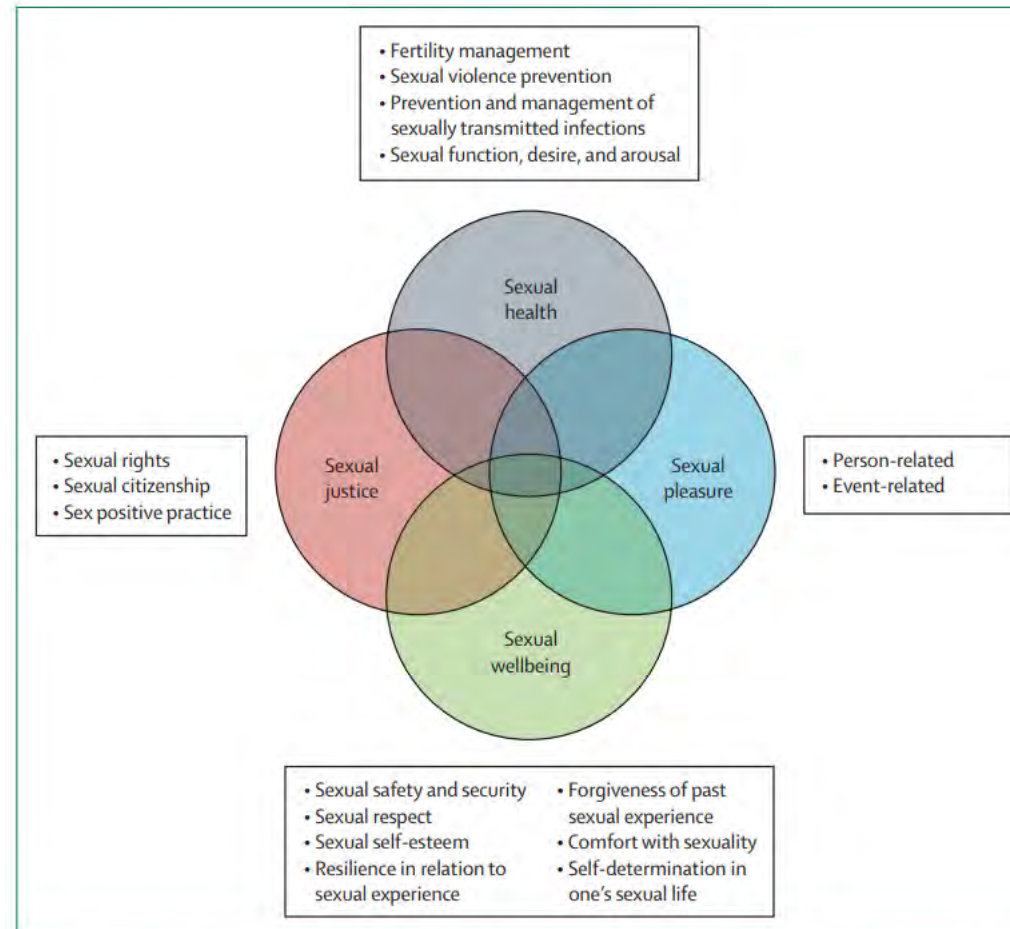 • Fertility management
• Sexual violence prevention
• Prevention and management of
sexually transmitted infections
• Sexual function, desire, and arousal
Sexual
health
• Sexual rights
• Sexual citizenship
• Sex positive practice
Sexual
justice
Sexual
pleasure
• Person-related
• Event-related
Sexual
wellbeing
• Sexual safety and security
• Sexual respect
• Sexual self-esteem
• Resilience in relation to
sexual experience
• Forgiveness of past
sexual experience
• Comfort with sexuality
• Self-determination in
one’s sexual life